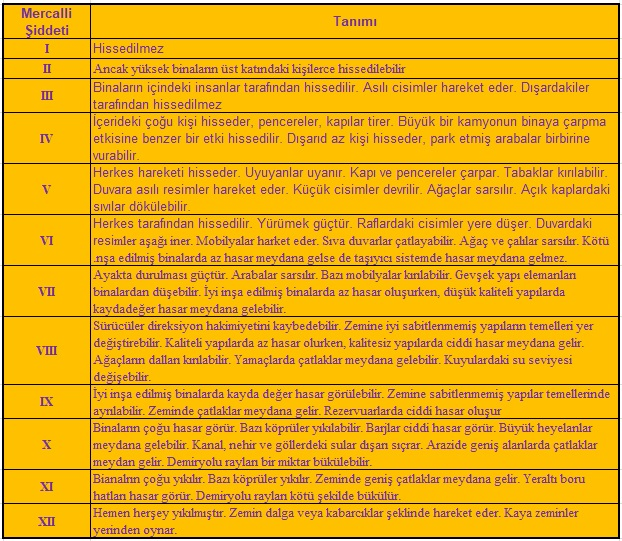 Mercalli
Şiddeti
Tanımı
I
Hissedilmez
II
Ancak yüksek binaların üst katındaki kişilerce hissedilebilir
III
Binaların içindeki insanlar tarafından hissedilir. Asılı cisimler hareket eder. Dışardakiler
tarafından hissedilmez
IV
İçerideki çoğu kişi hisseder, pencereler, kapılar tirer. Büyük bir kamyonun binaya çarpma
etkisine benzer bir etki hissedilir. Dışarıd az kişi hisseder, park etmiş arabalar birbirine
vurabilir.
V
Herkes hareketi hisseder. Uyuyanlar uyanır. Kapı ve pencereler çarpar. Tabaklar kırılabilir.
Duvara asılı resimler hareket eder. Küçük cisimler devrilir. Ağaçlar sarsılır. Açık kaplardaki
sıvılar dökülebilir.
VI
Herkes tarafından hissedilir. Yürümek güçtür. Raflardaki cisimler yere düşer. Duvardaki
resimler aşağı iner. Mobilyalar harket eder. Sıva duvarlar çatlayabilir. Ağaç ve çalılar sarsılır. Kötü
.nşa edilmiş binalarda az hasar meydana gelse de taşıyıcı sistemde hasar meydana gelmez.
VII
Ayakta durulması güçtür. Arabalar sarsılır. Bazı mobilyalar kırılabilir. Gevşek yapı elemanları
binalardan düşebilir. İyi inşa edilmiş binalarda az hasar oluşurken, düşük kaliteli yapılarda
kaydadeğer hasar meydana gelebilir.
VIII
Sürücüler direksiyon hakimiyetini kaybedebilir. Zemine iyi sabitlenmemiş yapıların temelleri yer
değiştirebilir. Kaliteli yapılarda az hasar olurken, kalitesiz yapılarda ciddi hasar meydana gelir.
Ağaçların dalları kırılabilir. Yamaçlarda çatlaklar meydana gelebilir. Kuyulardaki su seviyesi
değişebilir.
IX
İyi inşa edilmiş binalarda kayda değer hasar görülebilir. Zemine sabitlenmemiş yapılar temellerinde
ayrılabilir. Zeminde çatlaklar meydana gelir. Rezervuarlarda ciddi hasar oluşur
X
Binaların çoğu hasar görür. Bazı köprüler yıkılabilir. Barjlar ciddi hasar görür. Büyük heyelanlar
meydana gelebilir. Kanal, nehir ve göllerdeki sular dışarı sıçrar. Arazide geniş alanlarda çatlaklar
meydan gelir. Demiryolu rayları bir miktar bükülebilir.
XI
Bianalrın çoğu yıkılır. Bazı köprüler yıkılır. Zeminde geniş çatlaklar meydana gelir. Yeraltı boru
hatları hasar görür. Demiryolu rayları kötü şekilde bükülür.
XII
Hemen herşey yıkılmıştır. Zemin dalga veya kabarcıklar şeklinde hareket eder. Kaya zeminler
yerinden oynar.